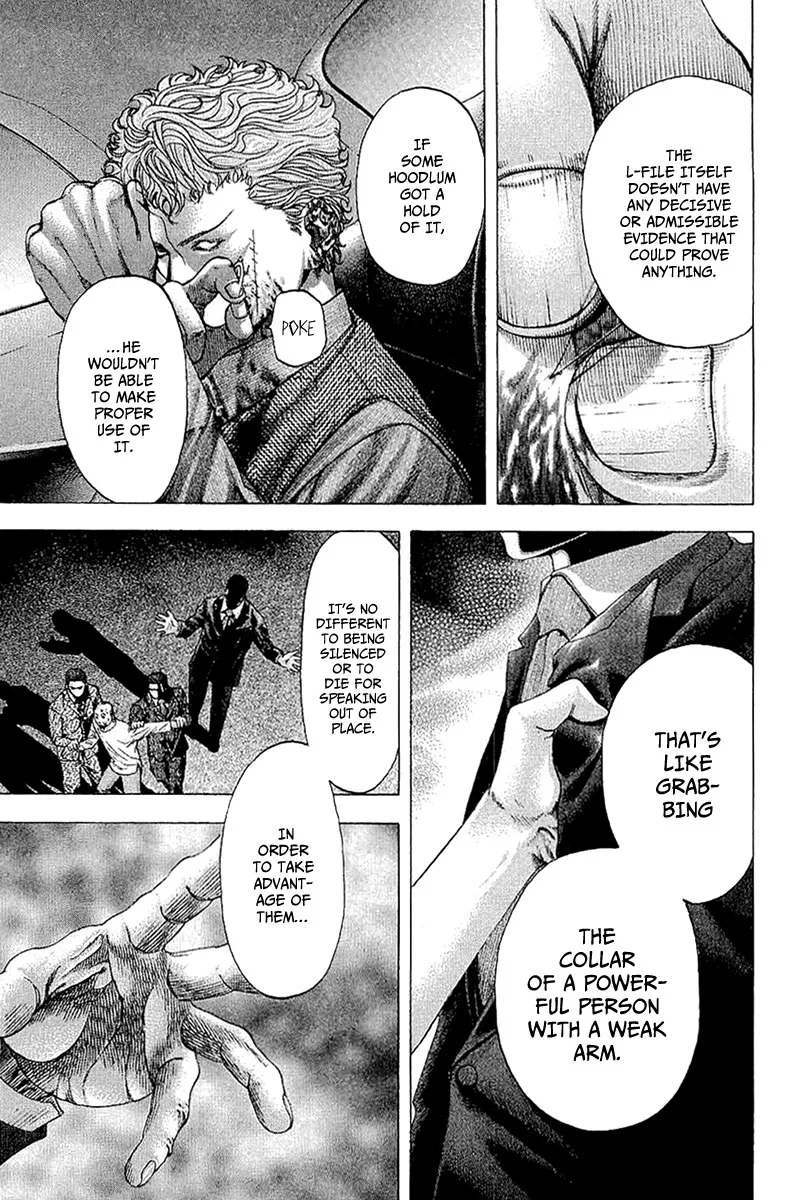 THE
L-FILE ITSELF
DOESN'T HAVE
ANY DECISIVE
OR ADMISSIBLE
EVIDENCE THAT
COULD PROVE
ANYTHING.
IF
SOME
HOODLUM
GOT A
HOLD
OF IT,
POKE
...HE
WOULDN'T
BE ABLE
TO MAKE
PROPER
USE OF
IT.
THAT'S
LIKE
GRAB-
BING
THE
COLLAR
OF A POWER-
FUL PERSON
WITH A WEAK
ARM.
IT'S NO
DIFFERENT
TO BEING
SILENCED
OR TO
DIE FOR
SPEAKING
OUT OF
PLACE.
IN
ORDER
TO TAKE
ADVANT-
AGE OF
THEM...